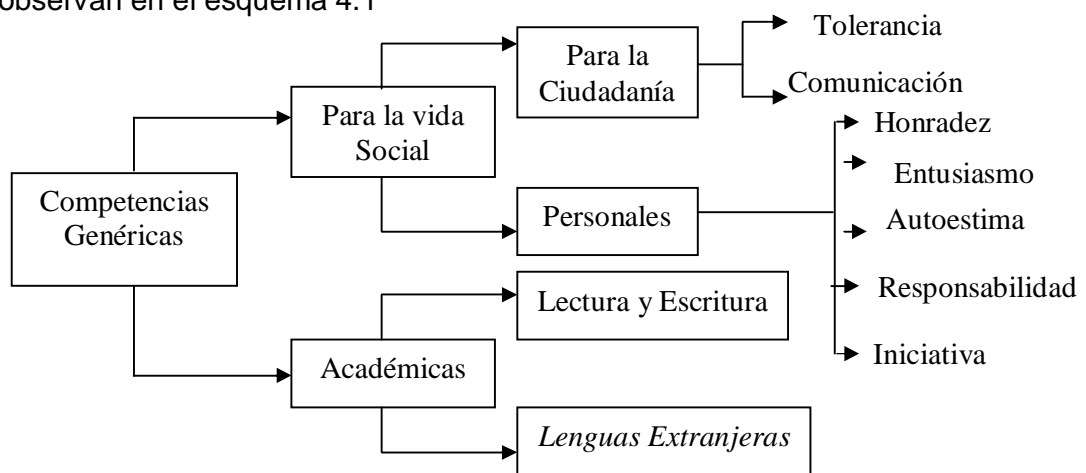 observan en el esquema 4.1
Competencias
Genéricas
Para la vida
Social
Para la
Ciudadanía
Tolerancia
Comunicación
Personales
Honradez
Entusiasmo
Autoestima
Responsabilidad
Iniciativa
Académicas
Lectura y Escritura
Lenguas Extranjeras